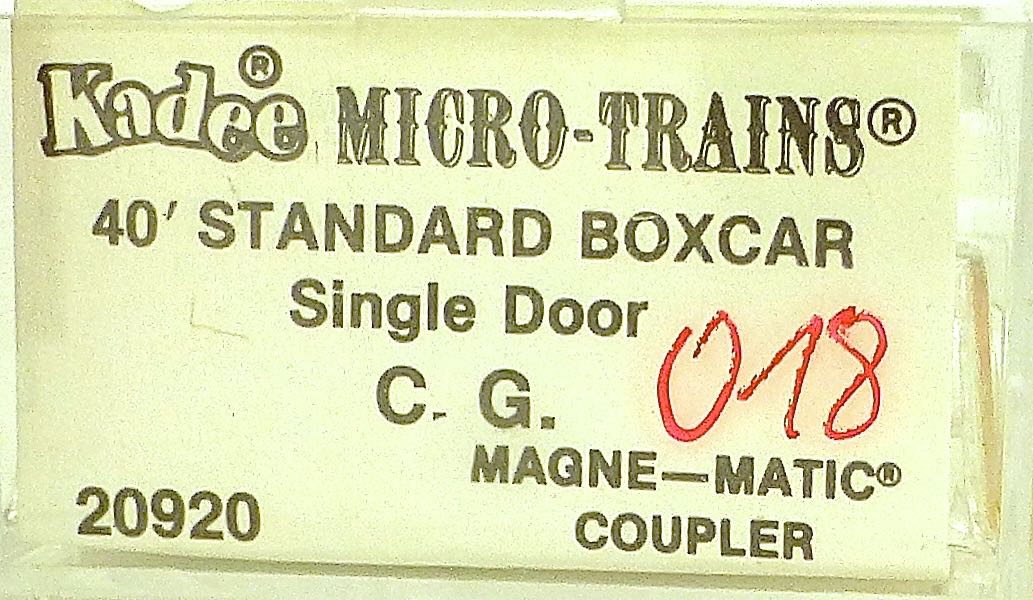 Kadee® MICRO-TRAINS®
40' STANDARD BOXCAR
Single Door
C. G.
018
MAGNE—MATIC®
COUPLER
20920